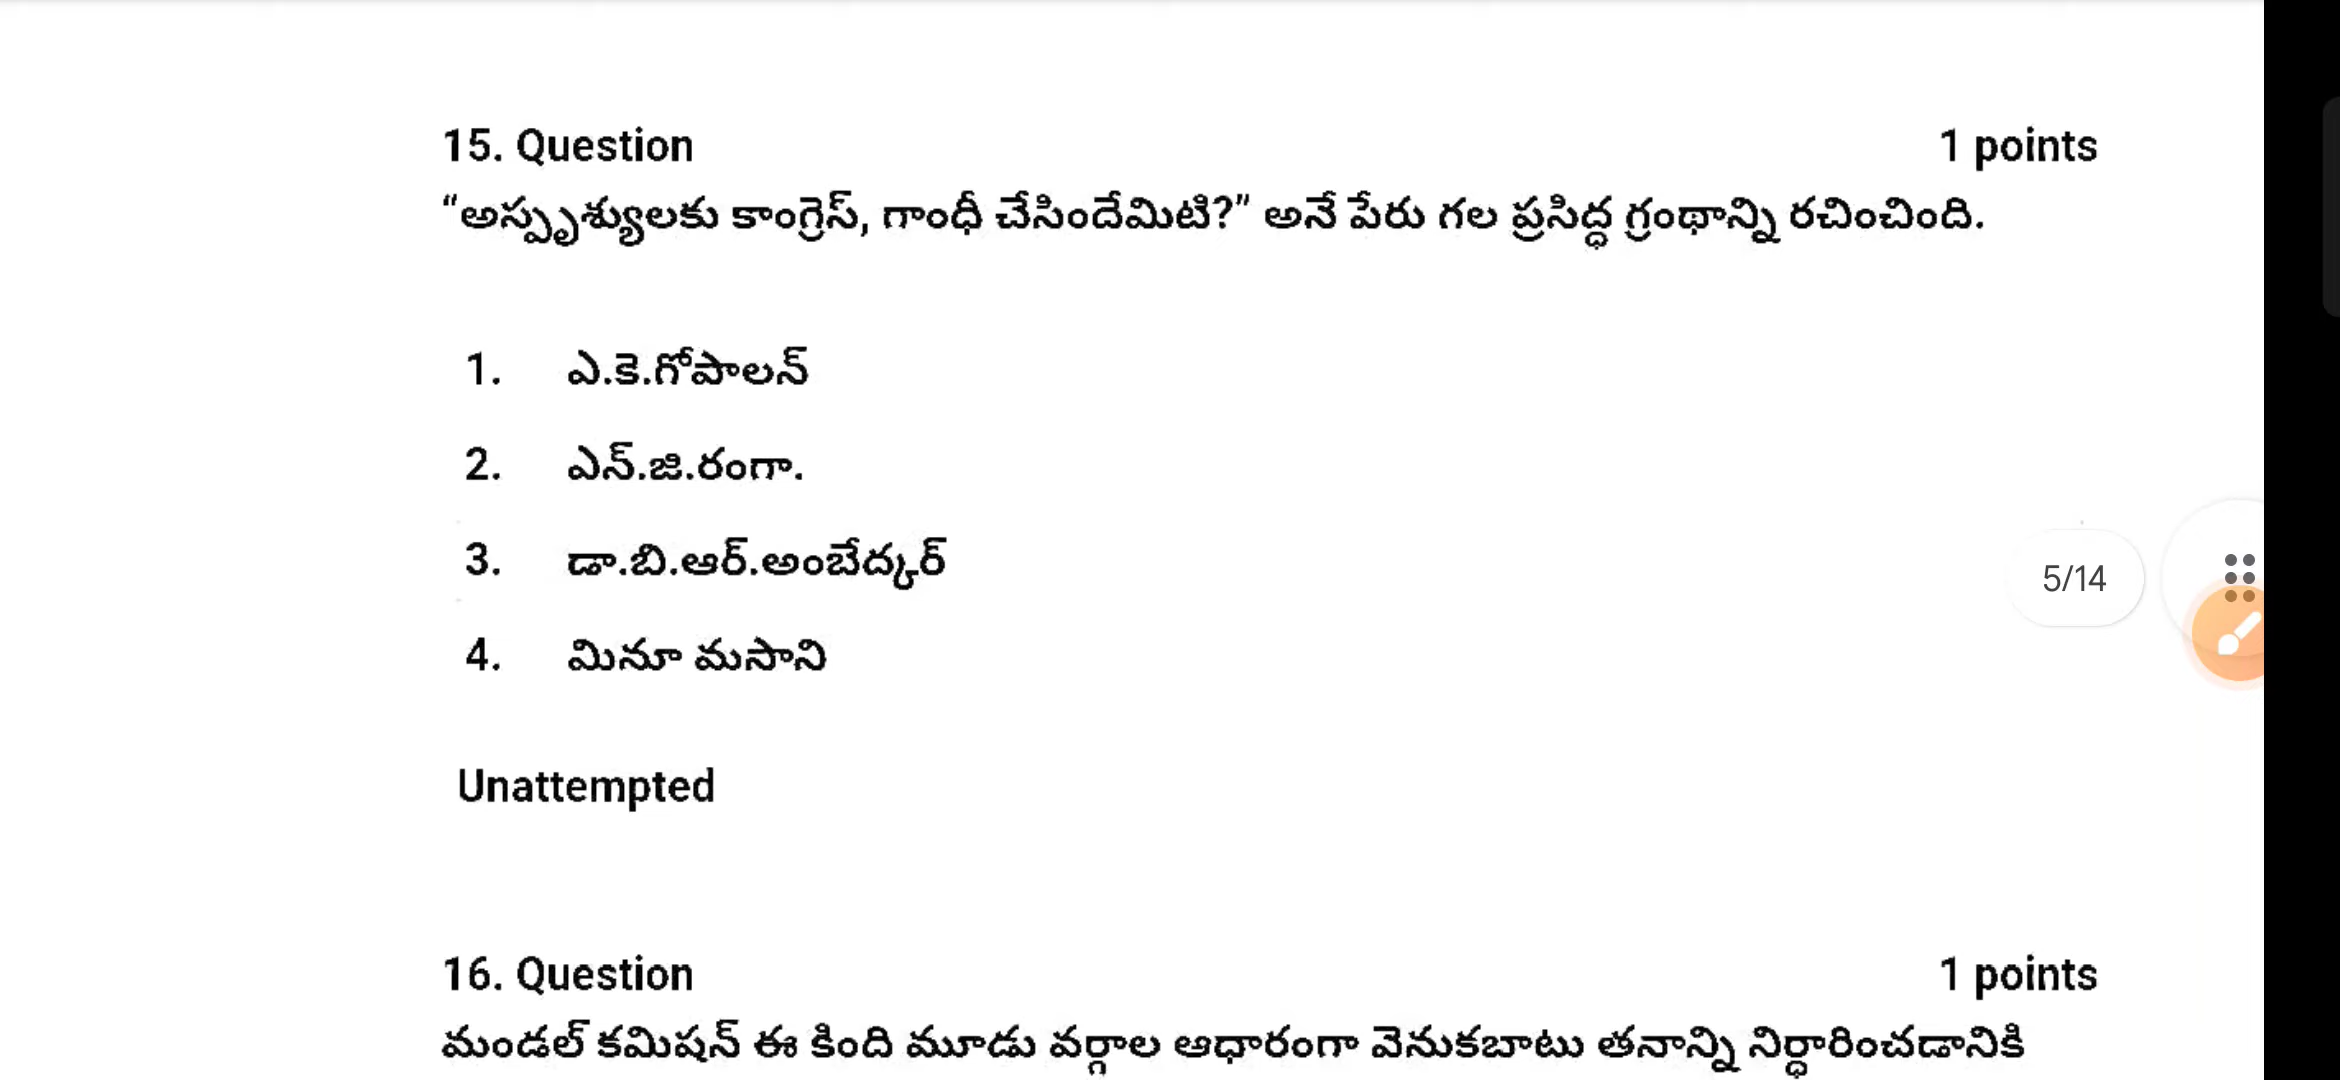 15. Question 1 points
“అస్పృశ్యులకు కాంగ్రెస్, గాంధీ చేసిందేమిటి?” అనే పేరు గల ప్రసిద్ధ గ్రంథాన్ని రచించింది.
1. ఎ.కె.గోపాలన్
2. ఎన్.జి.రంగా.
3. డా.బి.ఆర్.అంబేద్కర్
4. మినూ మసాని
5/14
Unattempted
16. Question 1 points
మండల్ కమిషన్ ఈ కింది మూడు వర్గాల ఆధారంగా వెనుకబాటు తనాన్ని నిర్ధారించడానికి